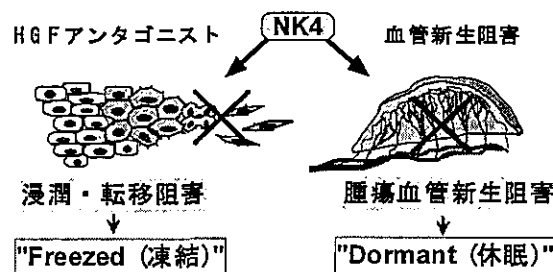 NK4
HGFアンタゴニスト
血管新生阻害
浸潤・転移阻害
腫瘍血管新生阻害
"Freezed (凍結)"
"Dormant (休眠)"